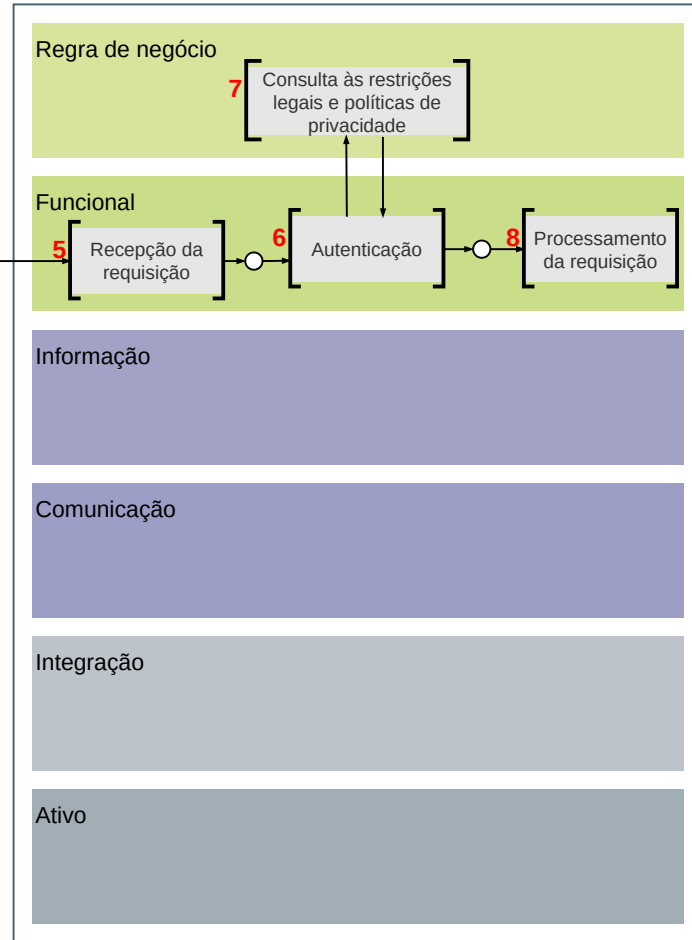 Regra de negócio
7
Consulta às restrições
legais e políticas de
privacidade
Funcional
5
Recepção da
requisição
6
Autenticação
8
Processamento
da requisição
Informação
Comunicação
Integração
Ativo